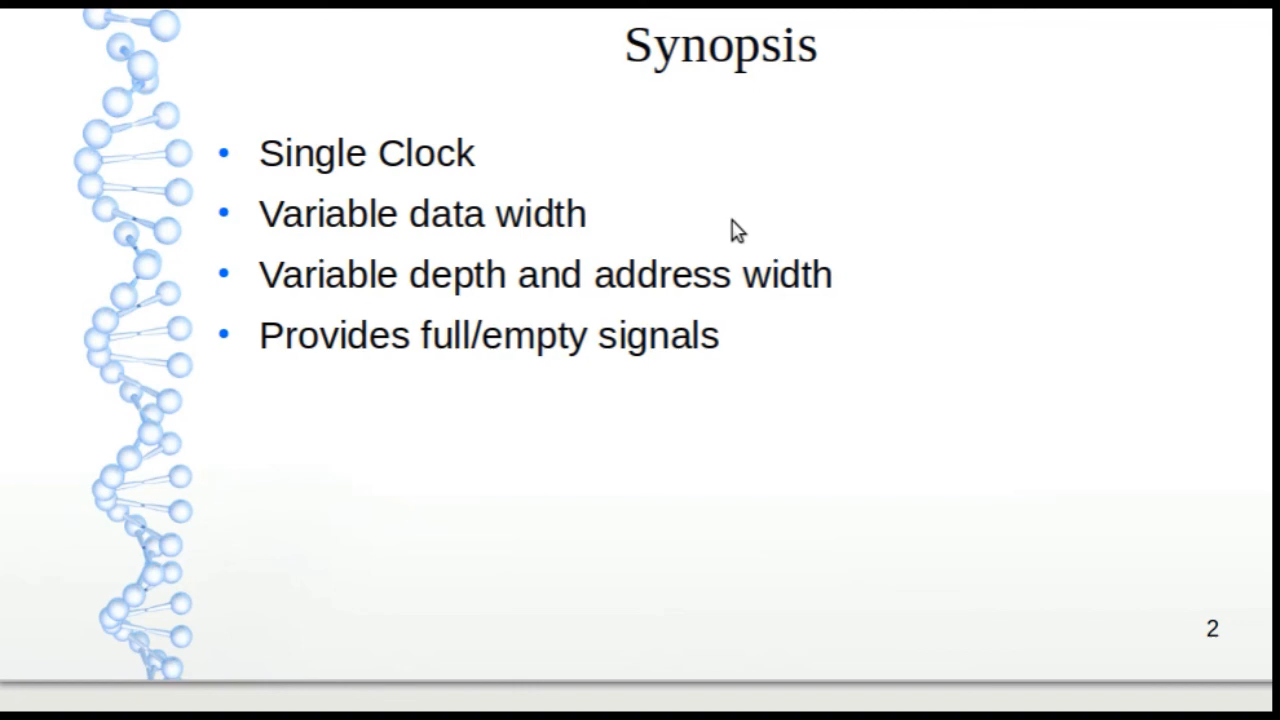 Synopsis
• Single Clock
• Variable data width
• Variable depth and address width
• Provides full/empty signals
2